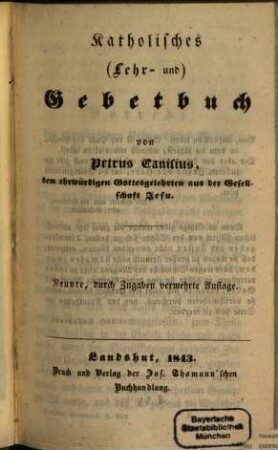 Katholisches
(Lehr- und)
Gebetbuch
von
Petrus Canisius,
dem ehrwürdigen Gottesgelehrten aus der Gesell-
schaft Jesu.
Neunte, durch Zugaben vermehrte Auflage.
Landshut, 1843.
Druck und Verlag der Jos. Thomann'schen
Buchhandlung.
Bayerische
Staatsbibliothek
München